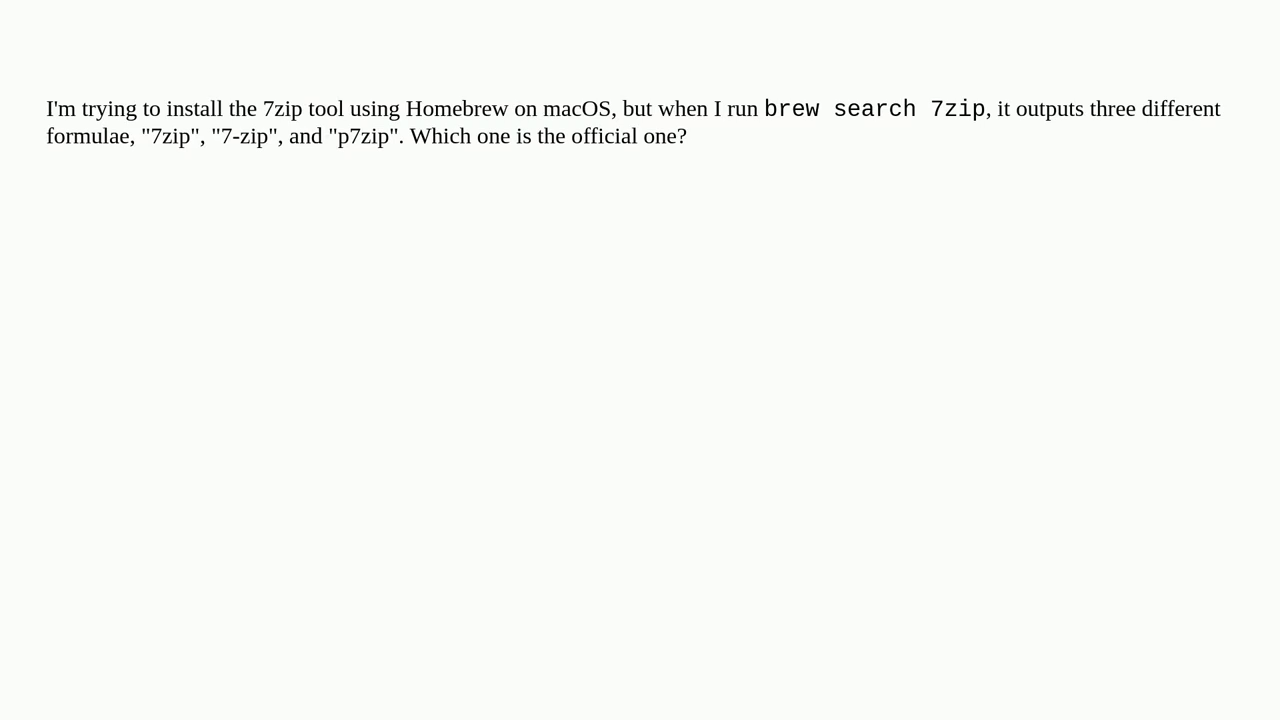 I'm trying to install the 7zip tool using Homebrew on macOS, but when I run brew search 7zip, it outputs three different
formulae, "7zip", "7-zip", and "p7zip". Which one is the official one?